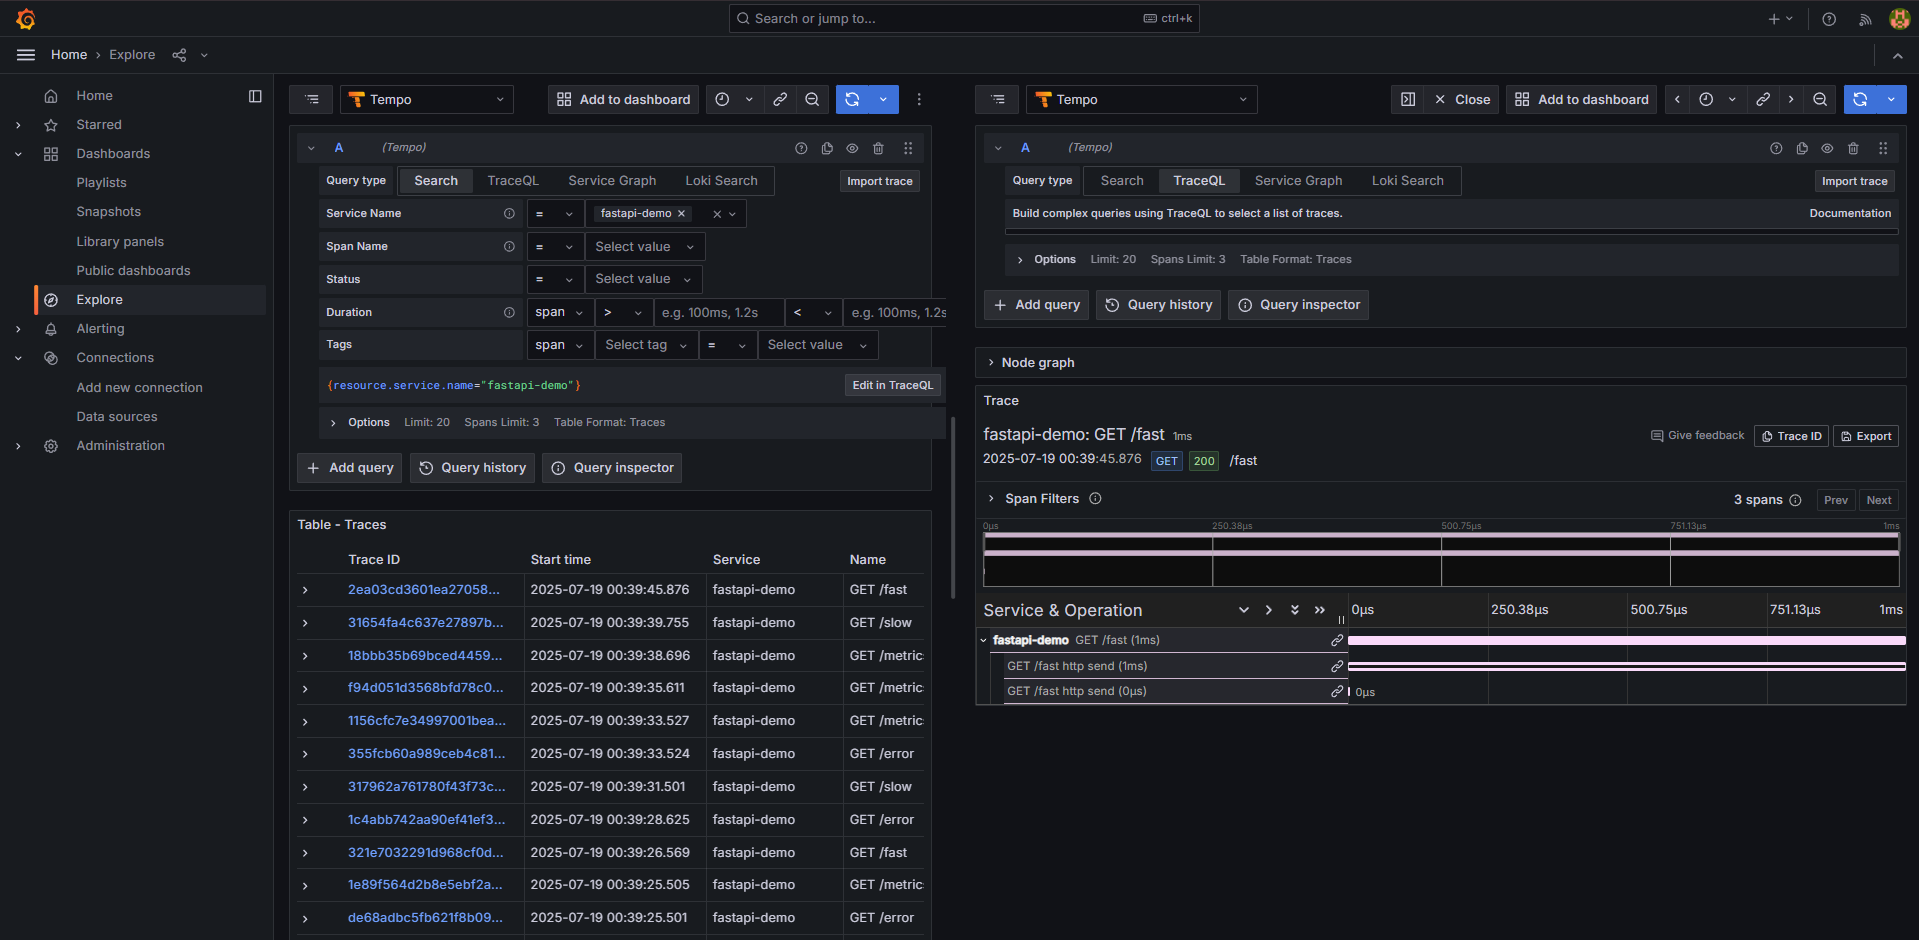 Search or jump to... ctrl+k
Home › Explore
Home
Starred
Dashboards
Playlists
Snapshots
Library panels
Public dashboards
Explore
Alerting
Connections
Add new connection
Data sources
Administration
Tempo Add to dashboard
A (Tempo)
Query type Search TraceQL Service Graph Loki Search Import trace
Service Name = fastapi-demo
Span Name = Select value
Status = Select value
Duration span > e.g. 100ms, 1.2s < e.g. 100ms, 1.2s
Tags span Select tag = Select value
{resource.service.name="fastapi-demo"} Edit in TraceQL
Options Limit: 20 Spans Limit: 3 Table Format: Traces
Add query Query history Query inspector
Table - Traces
Trace ID Start time Service Name
2ea03cd3601ea27058... 2025-07-19 00:39:45.876 fastapi-demo GET /fast
31654fa4c637e27897b... 2025-07-19 00:39:39.755 fastapi-demo GET /slow
18bbb35b69bced4459... 2025-07-19 00:39:38.696 fastapi-demo GET /metric
f94d051d3568bfd78c0... 2025-07-19 00:39:35.611 fastapi-demo GET /metric
1156cfc7e34997001bea... 2025-07-19 00:39:33.527 fastapi-demo GET /metric
355fcb60a989ceb4c81... 2025-07-19 00:39:33.524 fastapi-demo GET /error
317962a761780f43f73c... 2025-07-19 00:39:31.501 fastapi-demo GET /slow
1c4abb742aa90ef41ef3... 2025-07-19 00:39:28.625 fastapi-demo GET /error
321e7032291d968cf0d... 2025-07-19 00:39:26.569 fastapi-demo GET /fast
1e89f564d2b8e5ebf2a... 2025-07-19 00:39:25.505 fastapi-demo GET /metric
de68adbc5fb621f8b09... 2025-07-19 00:39:25.501 fastapi-demo GET /error
Tempo Close Add to dashboard
A (Tempo)
Query type Search TraceQL Service Graph Loki Search Import trace
Build complex queries using TraceQL to select a list of traces. Documentation
Options Limit: 20 Spans Limit: 3 Table Format: Traces
Add query Query history Query inspector
Node graph
Trace
fastapi-demo: GET /fast 1ms Give feedback Trace ID Export
2025-07-19 00:39:45.876 GET 200 /fast
Span Filters 3 spans Prev Next
0μs 250.38μs 500.75μs 751.13μs 1ms
Service & Operation 0μs 250.38μs 500.75μs 751.13μs 1ms
fastapi-demo GET /fast (1ms)
GET /fast http send (1ms)
GET /fast http send (0μs) 0μs